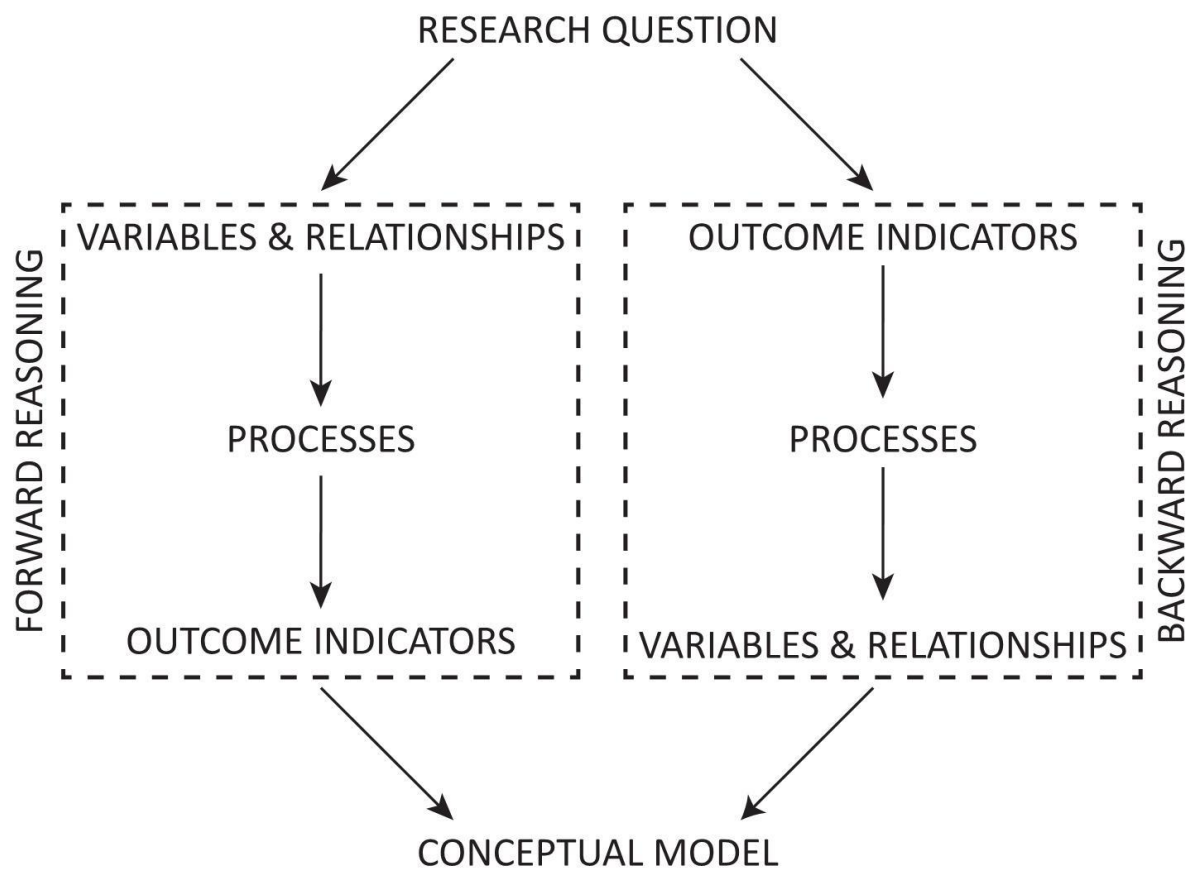 RESEARCH QUESTION
FORWARD REASONING
VARIABLES & RELATIONSHIPS
PROCESSES
OUTCOME INDICATORS
OUTCOME INDICATORS
PROCESSES
VARIABLES & RELATIONSHIPS
BACKWARD REASONING
CONCEPTUAL MODEL